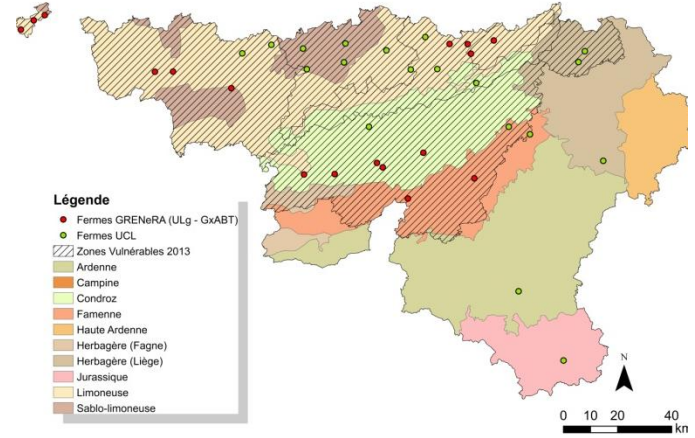 Légende
Fermes GRENeRA (ULg - GxABT)
Fermes UCL
Zones Vulnérables 2013
Ardenne
Campine
Condroz
Famenne
Haute Ardenne
Herbagère (Fagne)
Herbagère (Liège)
Jurassique
Limoneuse
Sablo-limoneuse
N
0 10 20 40
km